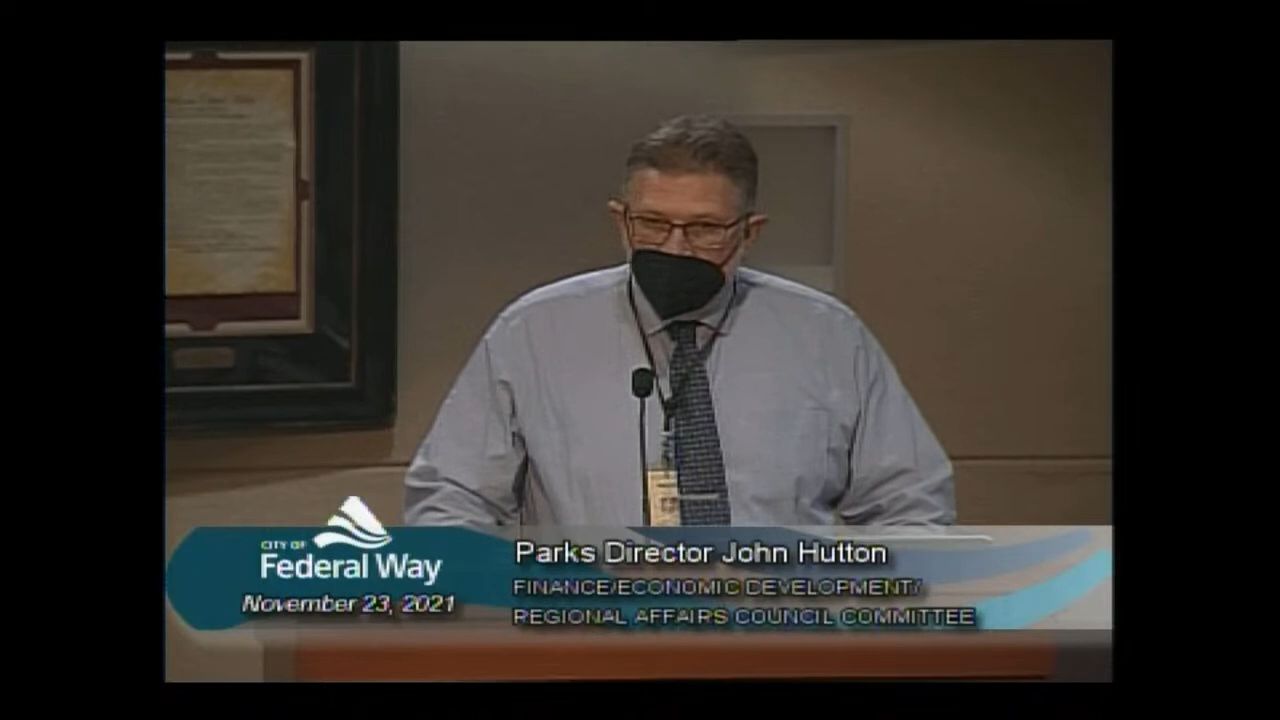 CITY OF
Federal Way
November 23, 2021
Parks Director John Hutton
FINANCE/ECONOMIC DEVELOPMENT/
REGIONAL AFFAIRS COUNCIL COMMITTEE